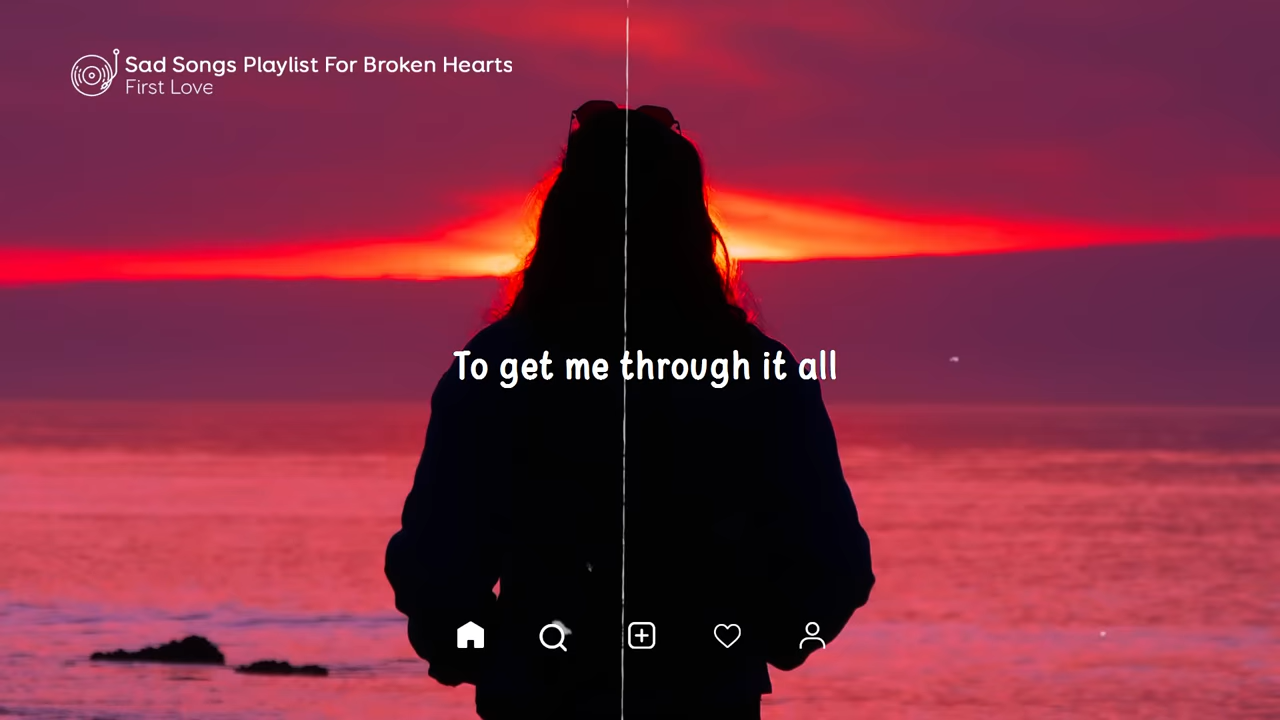 Sad Songs Playlist For Broken Hearts
First Love
To get me through it all